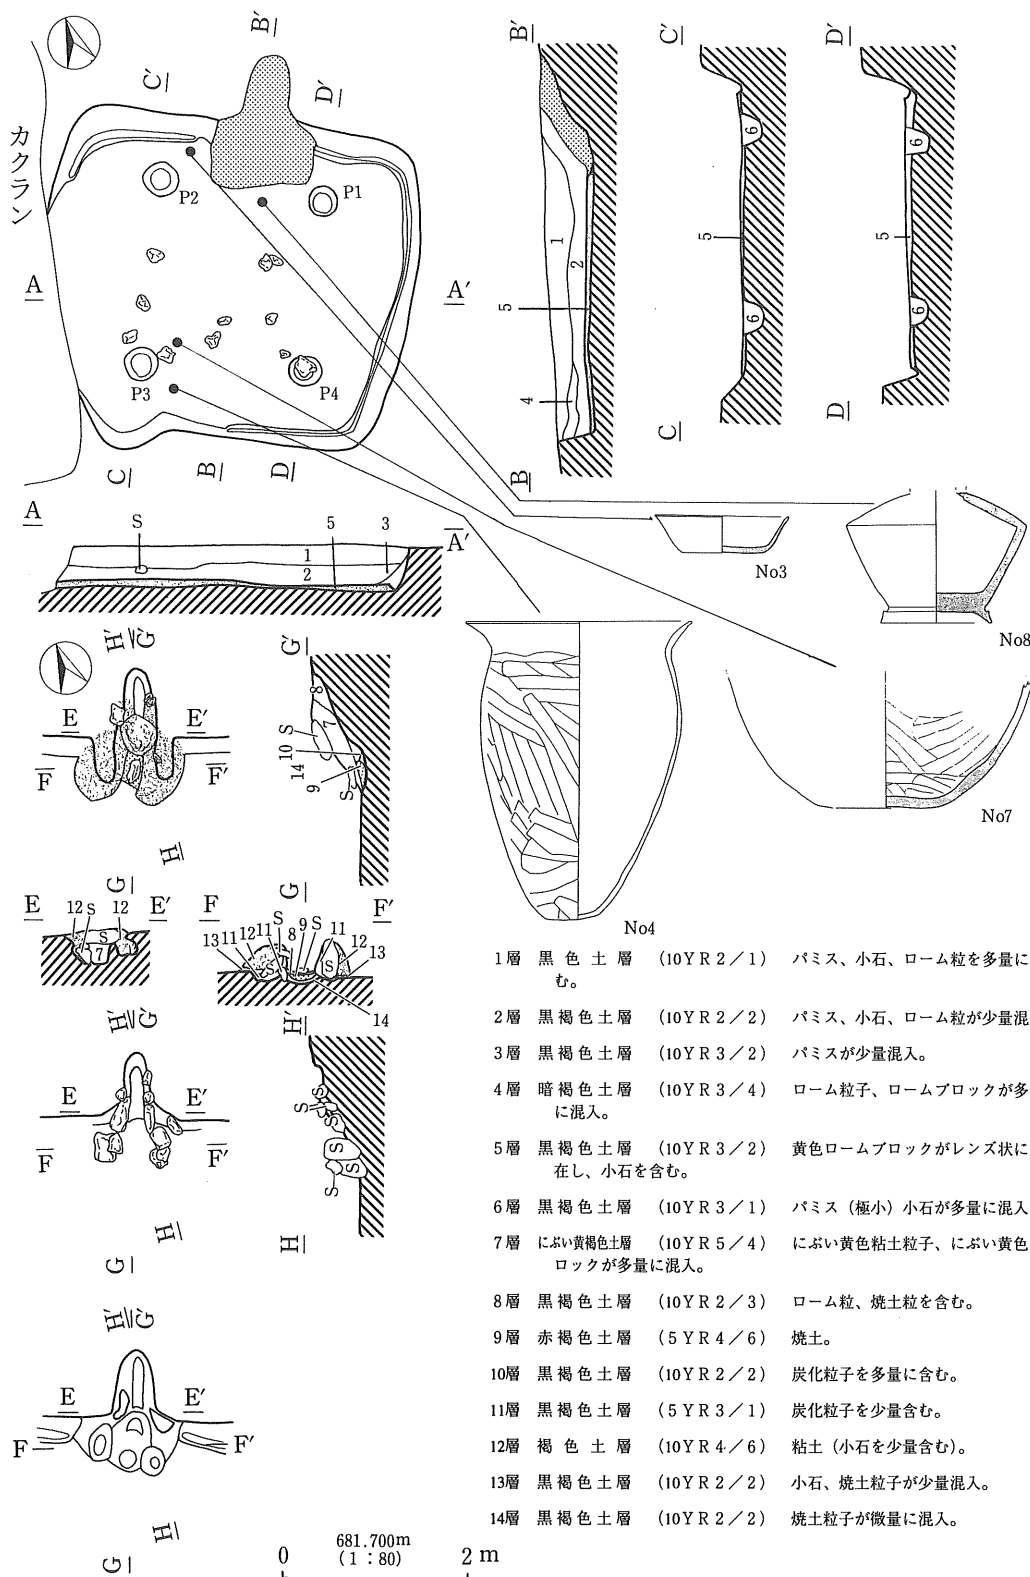 B′
C′
D′
カクラン
P2
P1
A
A′
P3
P4
C
B
D
B′
1
2
5
4
B
C′
6
5
6
C
D′
6
5
6
D
A
S
5
3
A′
1
2
No3
No8
No4
No7
H′ G′
E
E′
F
F′
H
G
G′
8
7
S
10
14
9
S
G
E
12 S
12
E′
S
7
F
S
9 S
11
F′
13 11 12 11
8
12
13
S
S
14
H′ G′
E
E′
F
F′
H
G
H′
S
S
S
S
S
S
H
H′ G′
E
E′
F
F′
H
G
681.700m
(1:80)
0
2 m
1層 黒色土層 (10YR2/1) パミス、小石、ローム粒を多量に
む。
2層 黒褐色土層 (10YR2/2) パミス、小石、ローム粒が少量混
3層 黒褐色土層 (10YR3/2) パミスが少量混入。
4層 暗褐色土層 (10YR3/4) ローム粒子、ロームブロックが多
に混入。
5層 黒褐色土層 (10YR3/2) 黄色ロームブロックがレンズ状に
在し、小石を含む。
6層 黒褐色土層 (10YR3/1) パミス(極小)小石が多量に混入
7層 にぶい黄褐色土層 (10YR5/4) にぶい黄色粘土粒子、にぶい黄色
ロックが多量に混入。
8層 黒褐色土層 (10YR2/3) ローム粒、焼土粒を含む。
9層 赤褐色土層 (5YR4/6) 焼土。
10層 黒褐色土層 (10YR2/2) 炭化粒子を多量に含む。
11層 黒褐色土層 (5YR3/1) 炭化粒子を少量含む。
12層 褐色土層 (10YR4/6) 粘土(小石を少量含む)。
13層 黒褐色土層 (10YR2/2) 小石、焼土粒子が少量混入。
14層 黒褐色土層 (10YR2/2) 焼土粒子が微量に混入。